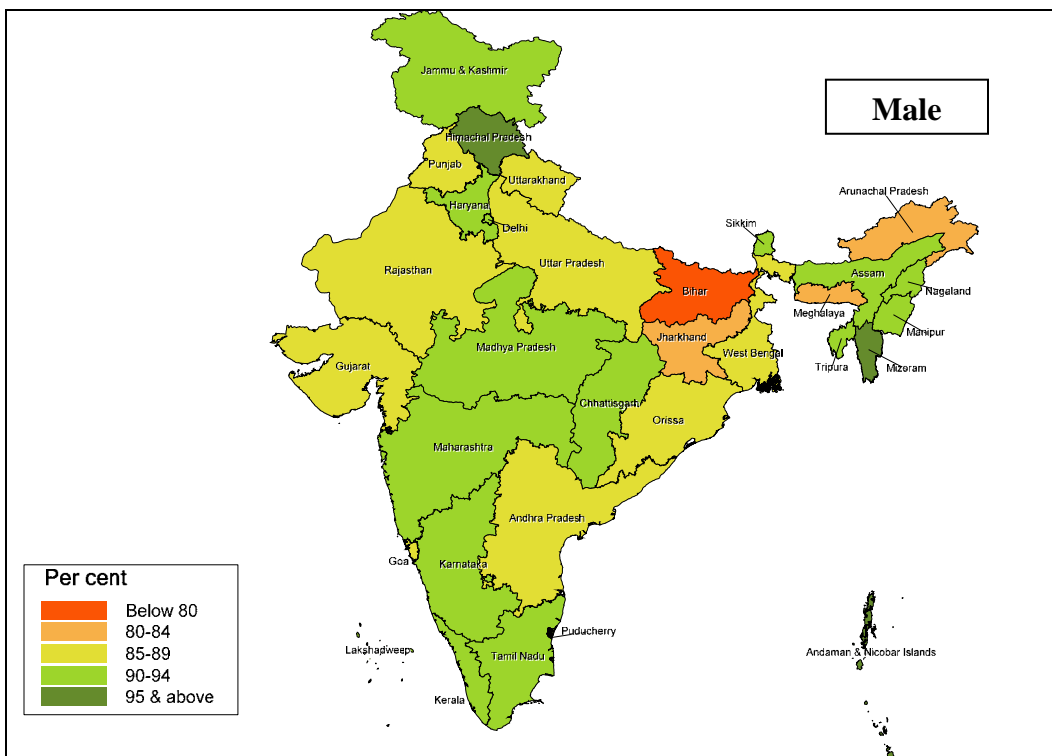 Male
Jammu & Kashmir
Himachal Pradesh
Punjab
Uttarakhand
Haryana
Delhi
Arunachal Pradesh
Sikkim
Rajasthan
Uttar Pradesh
Assam
Bihar
Nagaland
Meghalaya
Manipur
Jharkhand
Madhya Pradesh
West Bengal
Tripura
Mizoram
Gujarat
Chhattisgarh
Orissa
Maharashtra
Andhra Pradesh
Goa
Karnataka
Puducherry
Lakshadweep
Tamil Nadu
Andaman & Nicobar Islands
Kerala
Per cent
Below 80
80-84
85-89
90-94
95 & above